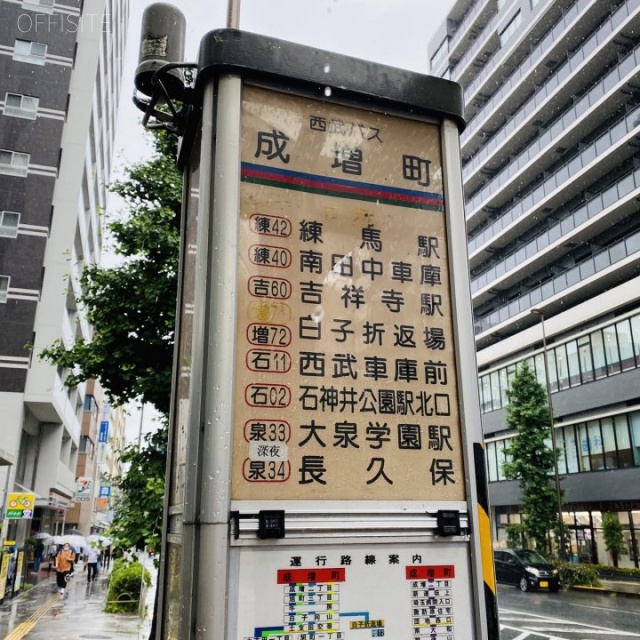 OFFISITE
西武バス
成増町
練42 練馬駅
練40 南田中車庫
吉60 吉祥寺駅
増72 白子折返場
石11 西武車庫前
石02 石神井公園駅北口
泉33 大泉学園駅
深夜
泉34 長久保
運行路線案内
成増町
成増町